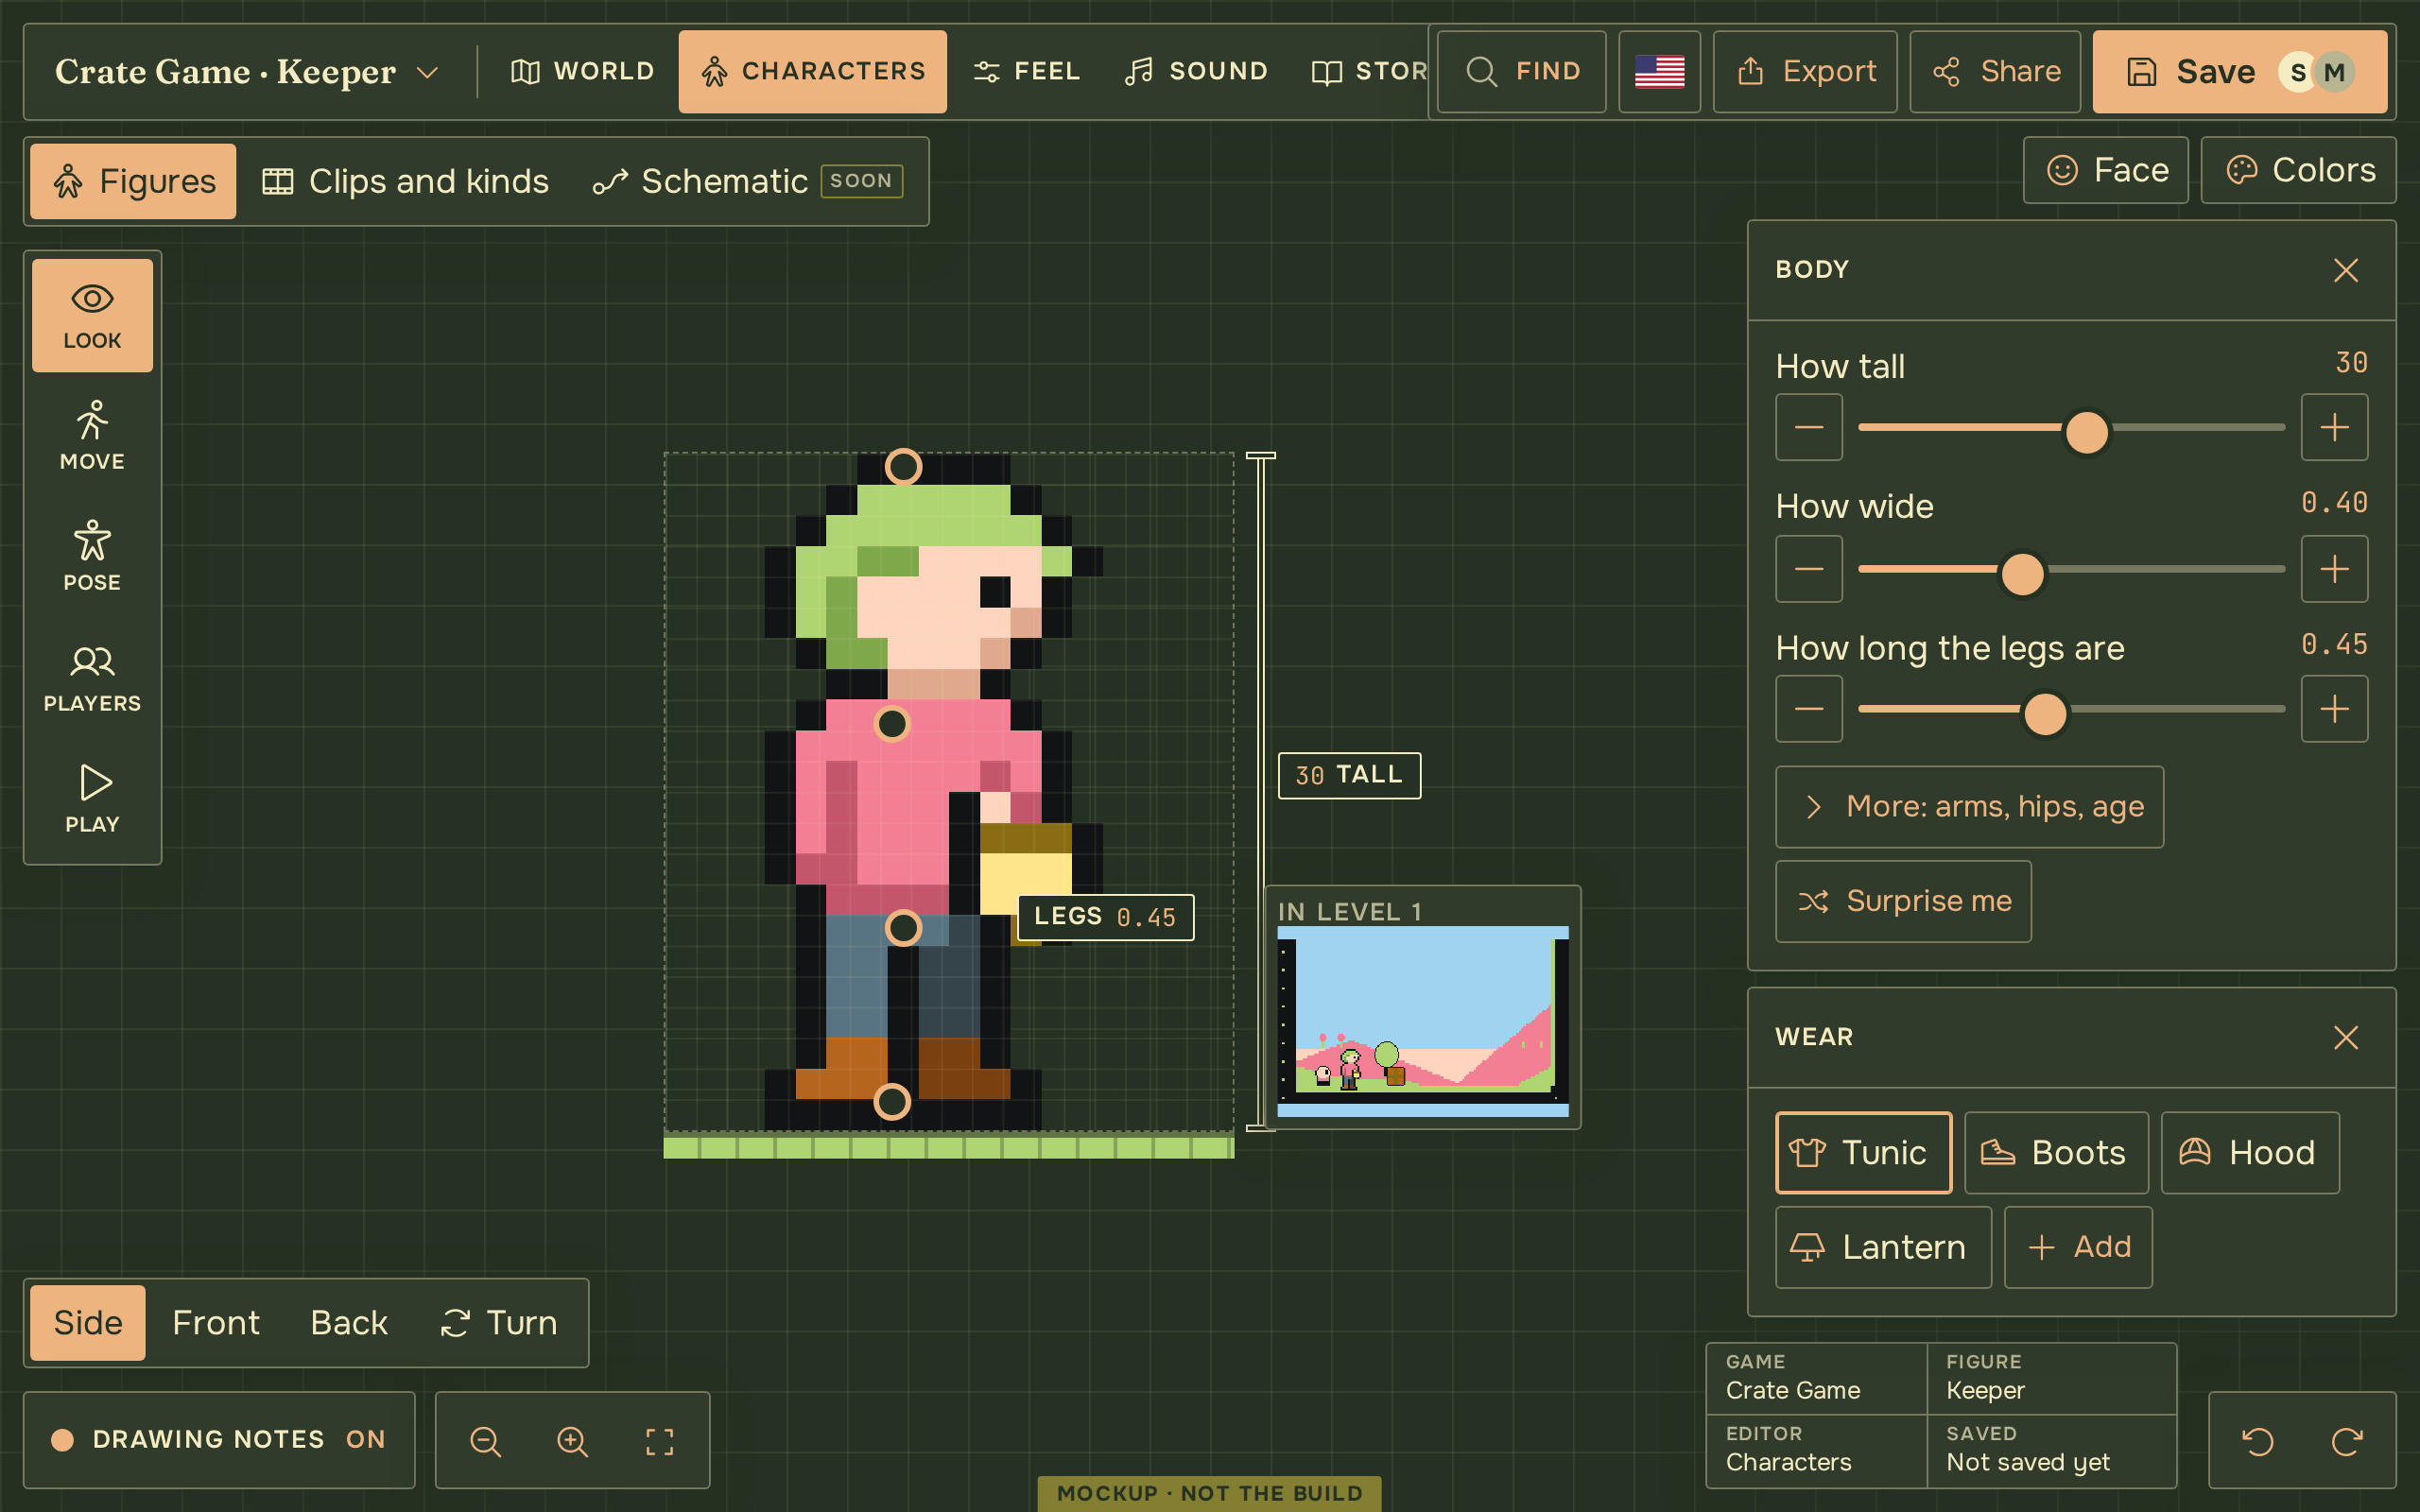 Crate Game · Keeper
WORLD
CHARACTERS
FEEL
SOUND
STOR
FIND
Export
Share
Save
S
M
Figures
Clips and kinds
Schematic
SOON
Face
Colors
LOOK
MOVE
POSE
PLAYERS
PLAY
BODY
How tall
30
How wide
0.40
How long the legs are
0.45
More: arms, hips, age
Surprise me
30 TALL
LEGS 0.45
IN LEVEL 1
WEAR
Tunic
Boots
Hood
Lantern
Add
Side
Front
Back
Turn
DRAWING NOTES ON
GAME
Crate Game
FIGURE
Keeper
EDITOR
Characters
SAVED
Not saved yet
MOCKUP · NOT THE BUILD